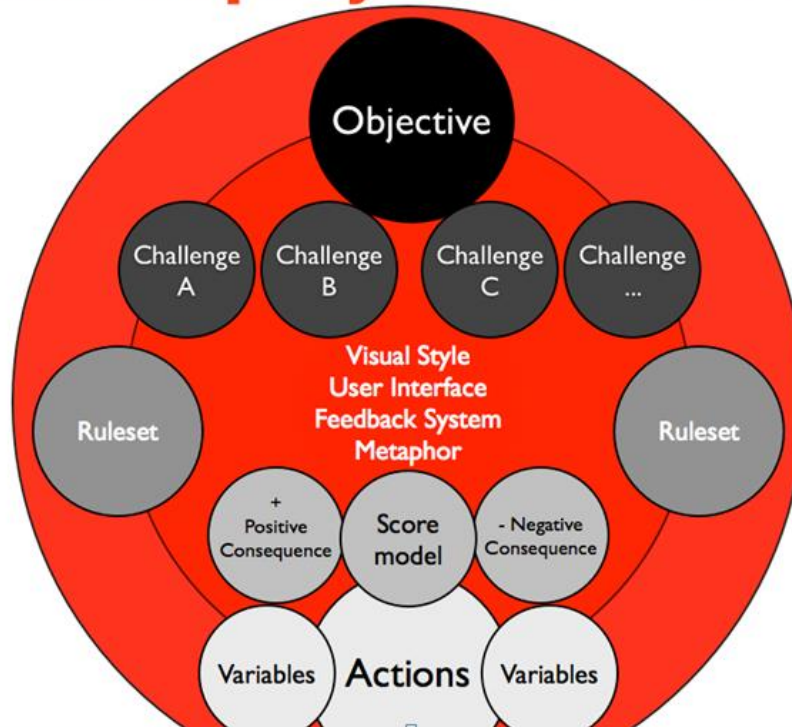 Objective
Challenge
A
Challenge
B
Challenge
C
Challenge
...
Visual Style
User Interface
Feedback System
Metaphor
Ruleset
Ruleset
+
Positive
Consequence
Score
model
- Negative
Consequence
Variables
Actions
Variables